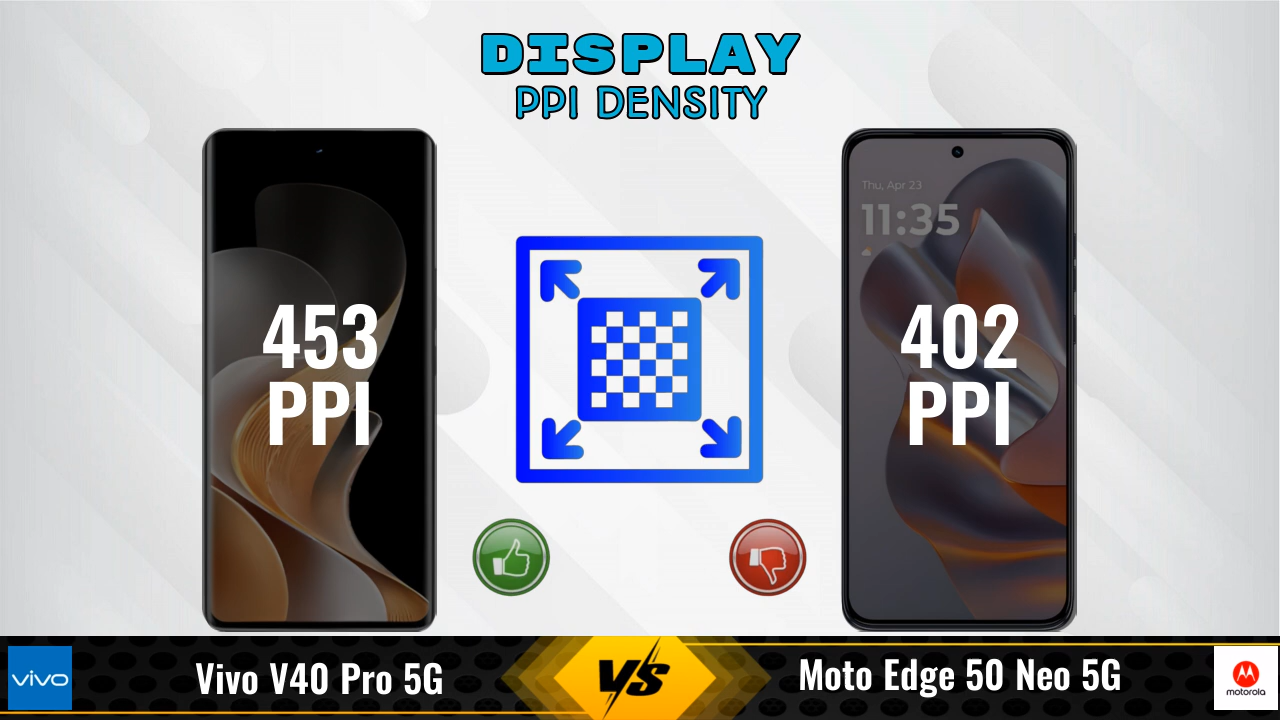 DISPLAY
PPI DENSITY
Thu, Apr 23
11:35
453
PPI
402
PPI
vivo
Vivo V40 Pro 5G
VS
Moto Edge 50 Neo 5G
motorola